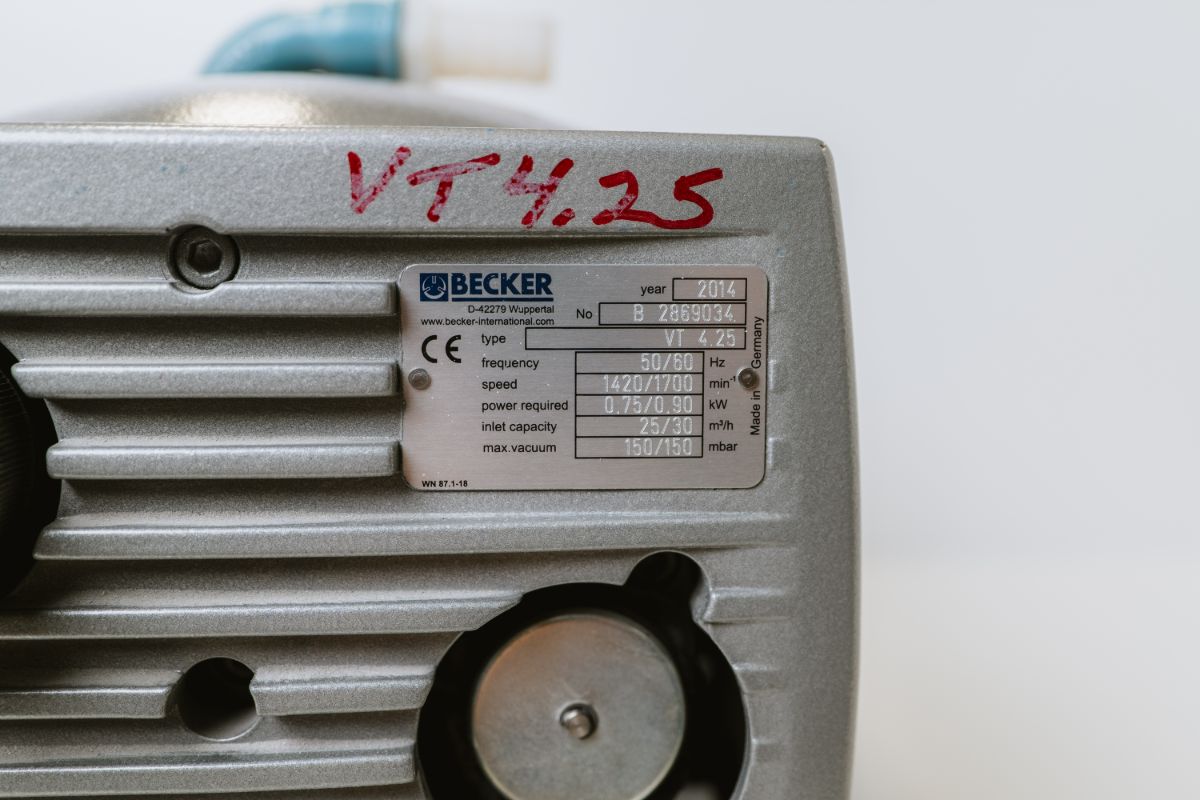 VT 4.25
BECKER
D-42279 Wuppertal
www.becker-international.com
year 2014
No B 2869034
CE type VT 4.25
frequency 50/60 Hz
speed 1420/1700 min-1
power required 0.75/0.90 kW
inlet capacity 25/30 m³/h
max.vacuum 150/150 mbar
Made in Germany
WN 87.1-18